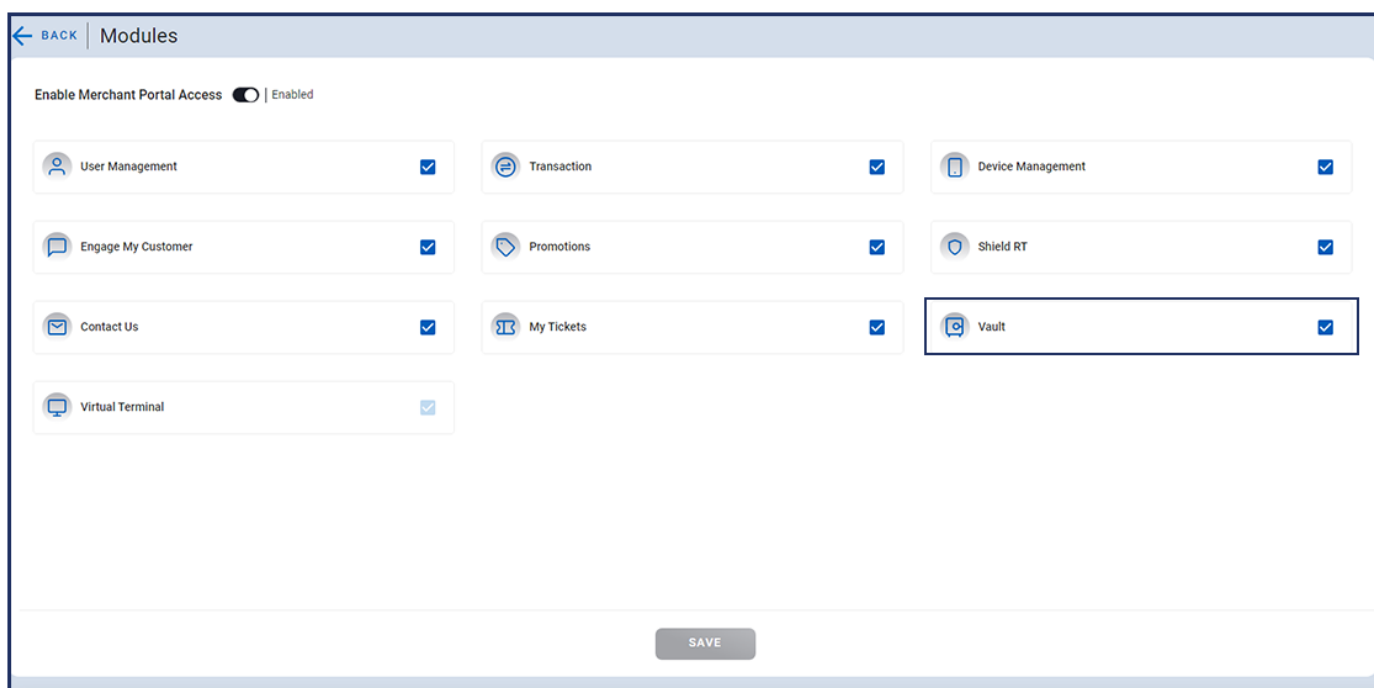 BACK | Modules
Enable Merchant Portal Access | Enabled
User Management
Transaction
Device Management
Engage My Customer
Promotions
Shield RT
Contact Us
My Tickets
Vault
Virtual Terminal
SAVE